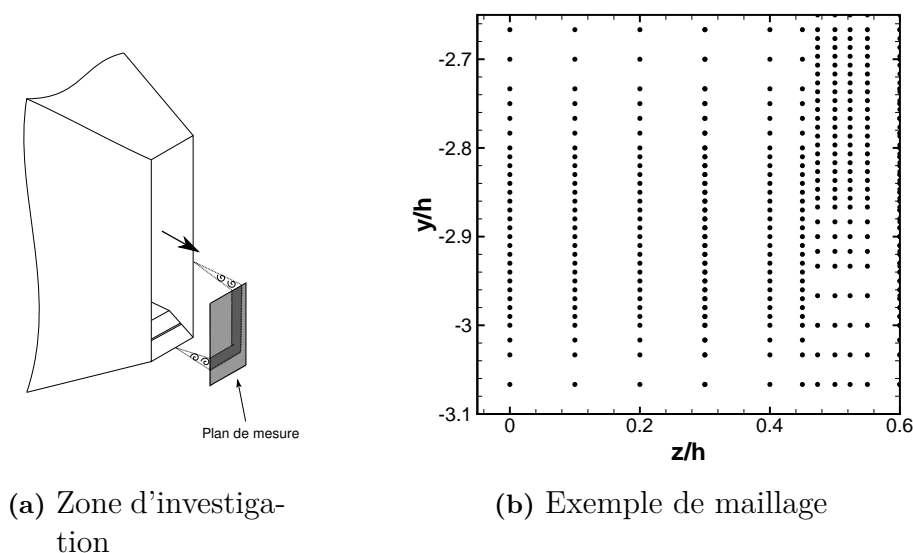 Plan de mesure
(a) Zone d'investiga-
tion
y/h
-2.7
-2.8
-2.9
-3
-3.1
0
0.2
0.4
0.6
z/h
(b) Exemple de maillage